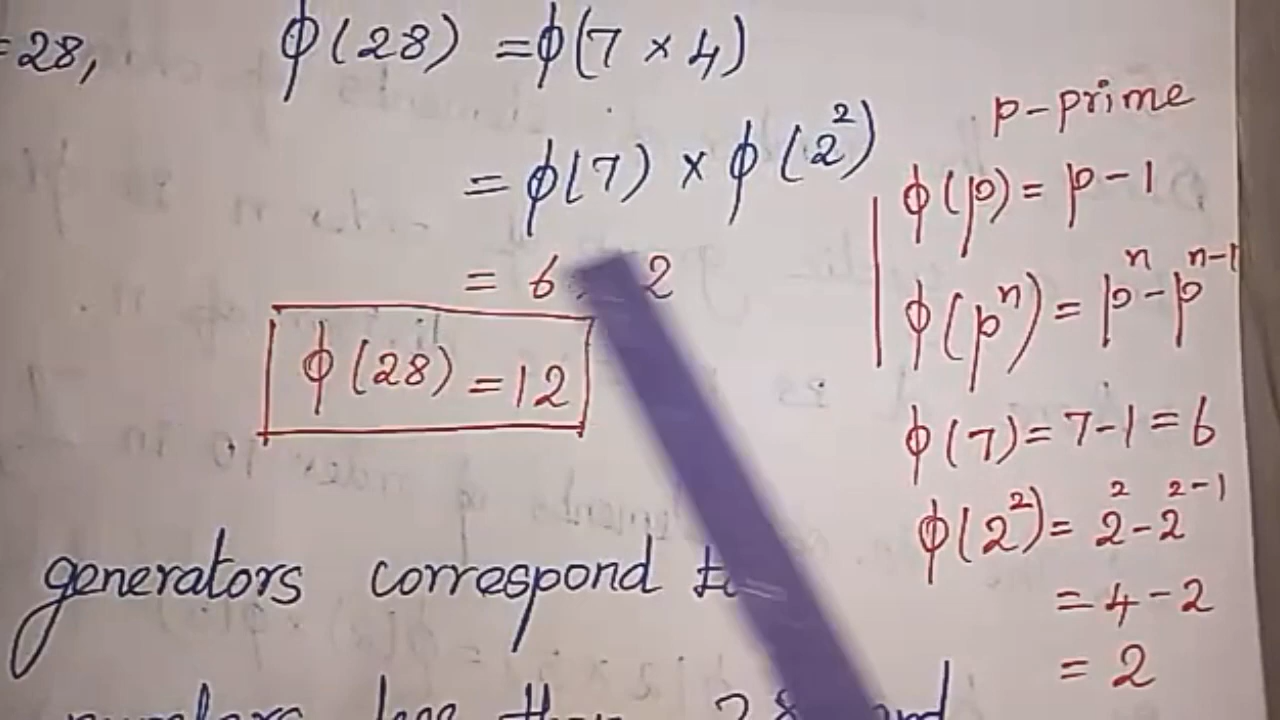 = 28, ϕ(28) = ϕ(7 × 4)
= ϕ(7) × ϕ(2²)
= 6 2
ϕ(28) = 12
generators correspond
less
p - prime
ϕ(p) = p - 1
ϕ(pⁿ) = pⁿ - pⁿ⁻¹
ϕ(7) = 7 - 1 = 6
ϕ(2²) = 2² - 2²⁻¹
= 4 - 2
= 2